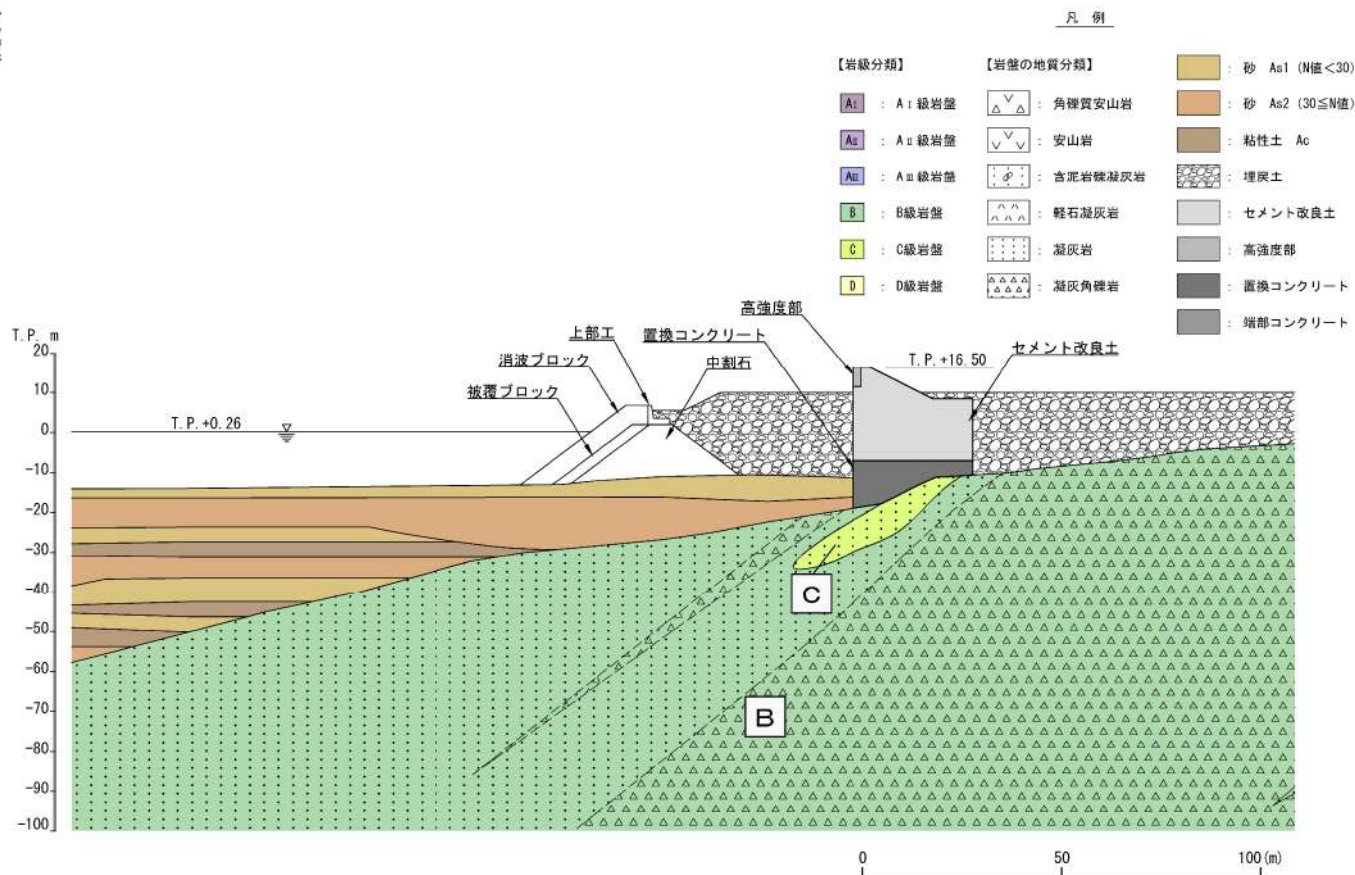 凡 例
【岩級分類】
【岩盤の地質分類】
: 砂 As1 (N値<30)
AⅠ : AⅠ級岩盤
: 角礫質安山岩
: 砂 As2 (30≦N値)
AⅡ : AⅡ級岩盤
: 安山岩
: 粘性土 Ac
AⅢ : AⅢ級岩盤
: 含泥岩礫凝灰岩
: 埋戻土
B : B級岩盤
: 軽石凝灰岩
: セメント改良土
C : C級岩盤
: 凝灰岩
: 高強度部
D : D級岩盤
: 凝灰角礫岩
: 置換コンクリート
: 端部コンクリート
高強度部
上部工
置換コンクリート
セメント改良土
T.P. m
消波ブロック
中割石
T.P.+16.50
被覆ブロック
T.P.+0.26
20
10
0
-10
-20
-30
-40
-50
-60
-70
-80
-90
-100
C
B
0
50
100(m)